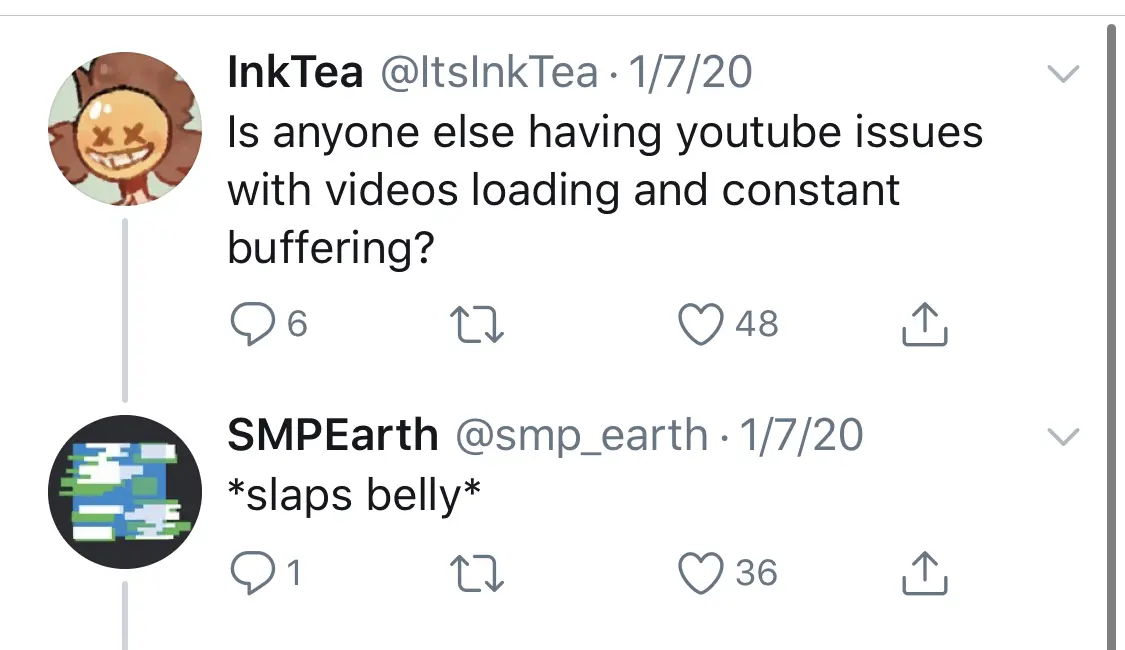 InkTea @ItsInkTea · 1/7/20
Is anyone else having youtube issues
with videos loading and constant
buffering?
6 48
SMPEarth @smp_earth · 1/7/20
*slaps belly*
1 36